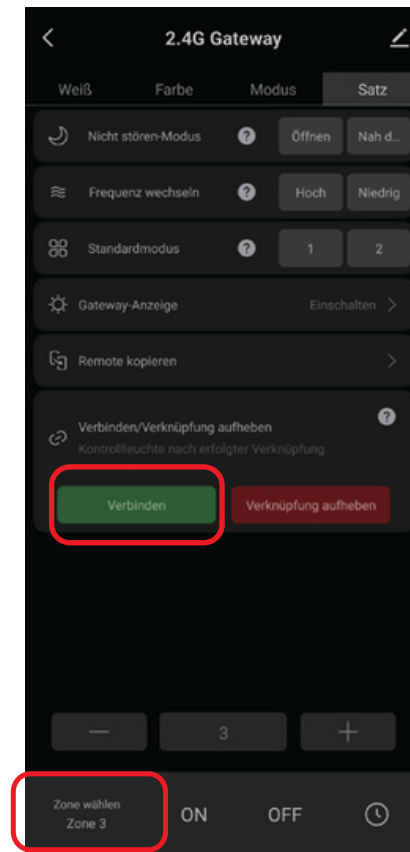 2.4G Gateway
Weiß Farbe Modus Satz
Nicht stören-Modus ? Öffnen Nah d...
Frequenz wechseln ? Hoch Niedrig
Standardmodus ? 1 2
Gateway-Anzeige Einschalten >
Remote kopieren >
Verbinden/Verknüpfung aufheben ?
Kontrollleuchte nach erfolgter Verknüpfung
Verbinden Verknüpfung aufheben
— 3 +
Zone wählen
Zone 3 ON OFF